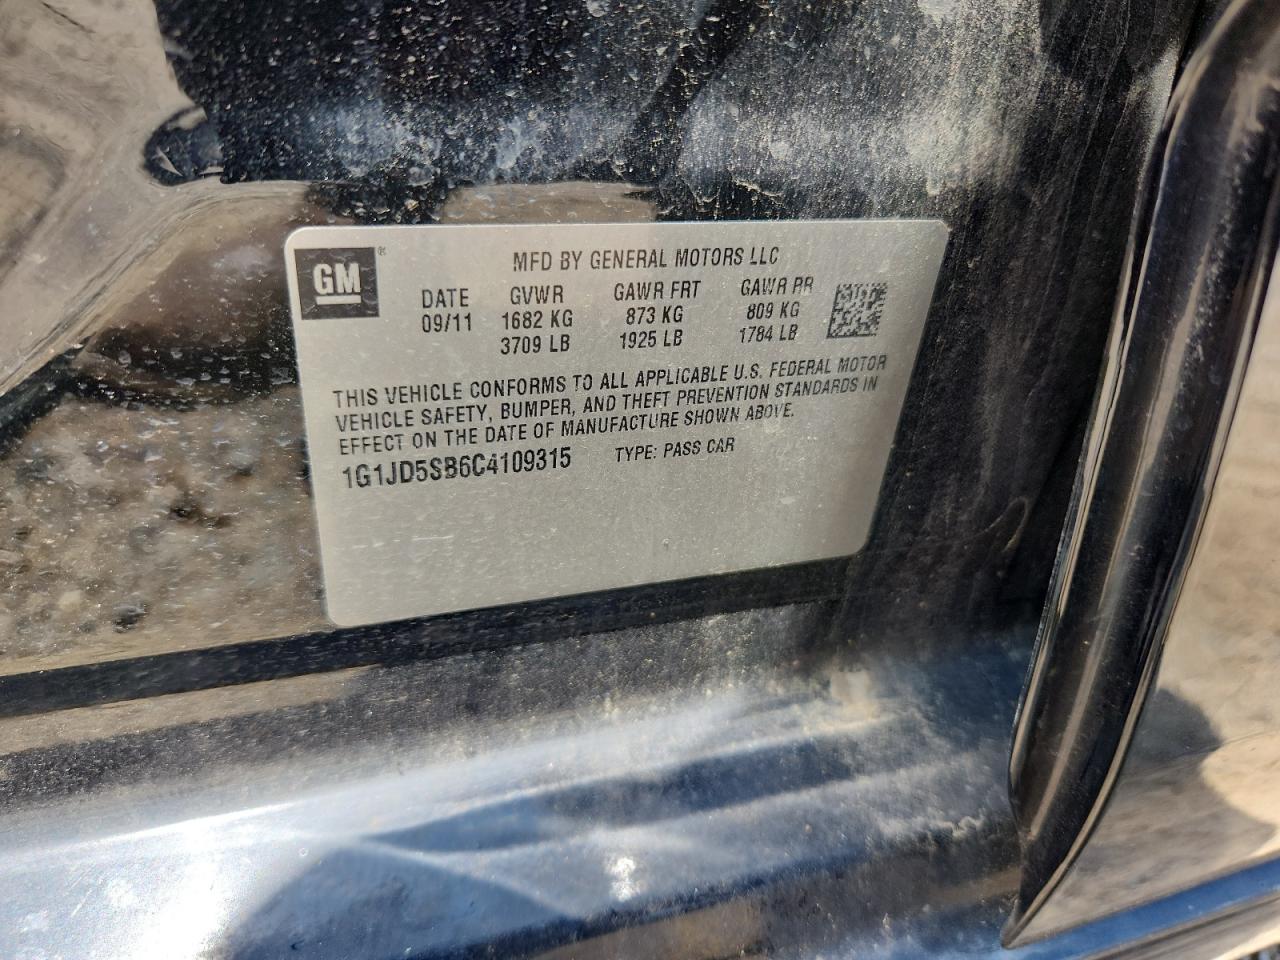 GM ®
MFD BY GENERAL MOTORS LLC
DATE GVWR GAWR FRT GAWR RR
09/11 1682 KG 873 KG 809 KG
3709 LB 1925 LB 1784 LB
THIS VEHICLE CONFORMS TO ALL APPLICABLE U.S. FEDERAL MOTOR
VEHICLE SAFETY, BUMPER, AND THEFT PREVENTION STANDARDS IN
EFFECT ON THE DATE OF MANUFACTURE SHOWN ABOVE.
1G1JD5SB6C4109315 TYPE: PASS CAR